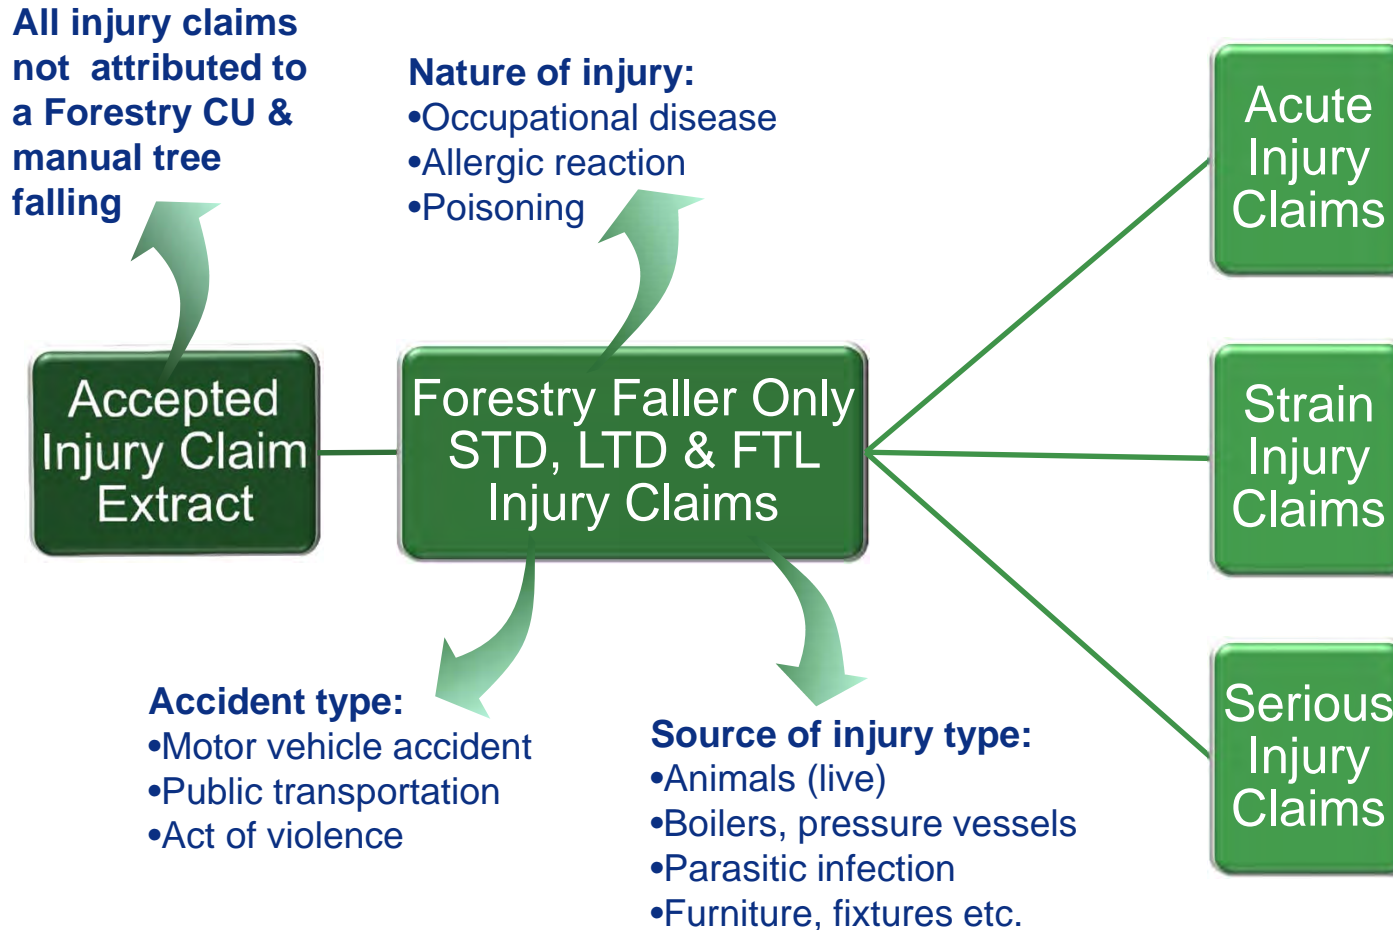 All injury claims
not attributed to
a Forestry CU &
manual tree
falling
Nature of injury:
•Occupational disease
•Allergic reaction
•Poisoning
Accepted
Injury Claim
Extract
Forestry Faller Only
STD, LTD & FTL
Injury Claims
Acute
Injury
Claims
Strain
Injury
Claims
Serious
Injury
Claims
Accident type:
•Motor vehicle accident
•Public transportation
•Act of violence
Source of injury type:
•Animals (live)
•Boilers, pressure vessels
•Parasitic infection
•Furniture, fixtures etc.